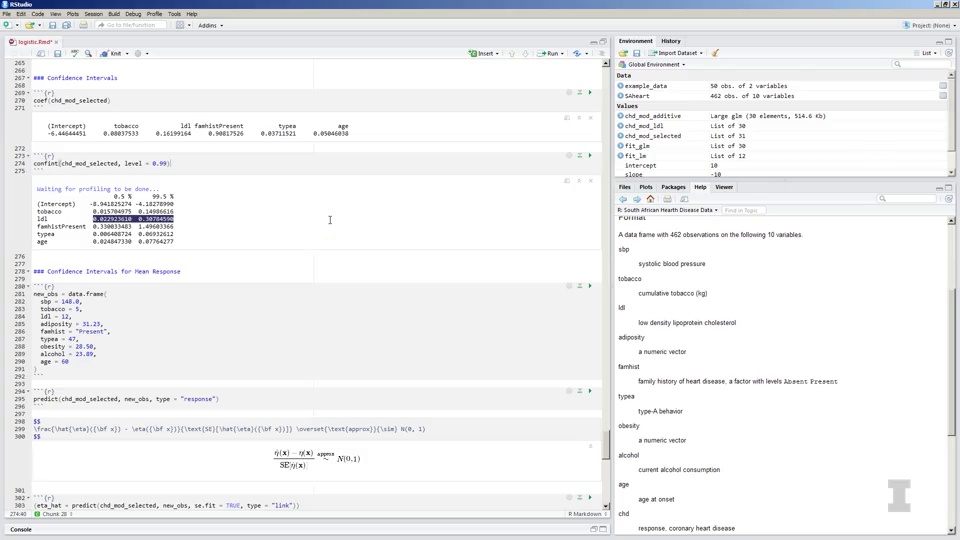 RStudio
File Edit Code View Plots Session Build Debug Profile Tools Help
Go to File/Function Addins Project: (None)
logistic.Rmd*
Knit Insert Run
265
266
267 ### Confidence Intervals
268
269 ```{r}
270 coef(chd_mod_selected)
271 ```
(Intercept) tobacco ldl famhistPresent typea age
-6.44644451 0.08037533 0.16199164 0.90817526 0.03711521 0.05046038
272
273 ```{r}
274 confint(chd_mod_selected, level = 0.99)
275 ```
Waiting for profiling to be done...
0.5 % 99.5 %
(Intercept) -8.941825274 -4.18278990
tobacco 0.015704975 0.14986616
ldl 0.022923610 0.30784590
famhistPresent 0.330033483 1.49603366
typea 0.006408724 0.06932612
age 0.024847330 0.07764277
276
277
278 ### Confidence Intervals for Mean Response
279
280 ```{r}
281 new_obs = data.frame(
282 sbp = 148.0,
283 tobacco = 5,
284 ldl = 12,
285 adiposity = 31.23,
286 famhist = "Present",
287 typea = 47,
288 obesity = 28.50,
289 alcohol = 23.89,
290 age = 60
291 )
292 ```
293
294 ```{r}
295 predict(chd_mod_selected, new_obs, type = "response")
296 ```
297
298 $$
299 \frac{\hat{\eta}({\bf x}) - \eta({\bf x})}{\text{SE}[\hat{\eta}({\bf x})]} \overset{\text{approx}}{\sim} N(0, 1)
300 $$
η̂(x) − η(x) approx
SE[η̂(x)] ∼ N(0,1)
301
302 ```{r}
303 (eta_hat = predict(chd_mod_selected, new_obs, se.fit = TRUE, type = "link"))
274:40 Chunk 28 R Markdown
Console
Environment History
Import Dataset List
Global Environment
Data
example_data 50 obs. of 2 variables
SAheart 462 obs. of 10 variables
Values
chd_mod_additive Large glm (30 elements, 514.6 Kb)
chd_mod_ldl List of 30
chd_mod_selected List of 31
fit_glm List of 30
fit_lm List of 12
intercept 10
slope -10
Files Plots Packages Help Viewer
R: South African Hearth Disease Data Find in Topic
Format
A data frame with 462 observations on the following 10 variables.
sbp
systolic blood pressure
tobacco
cumulative tobacco (kg)
ldl
low density lipoprotein cholesterol
adiposity
a numeric vector
famhist
family history of heart disease, a factor with levels Absent Present
typea
type-A behavior
obesity
a numeric vector
alcohol
current alcohol consumption
age
age at onset
chd
response, coronary heart disease